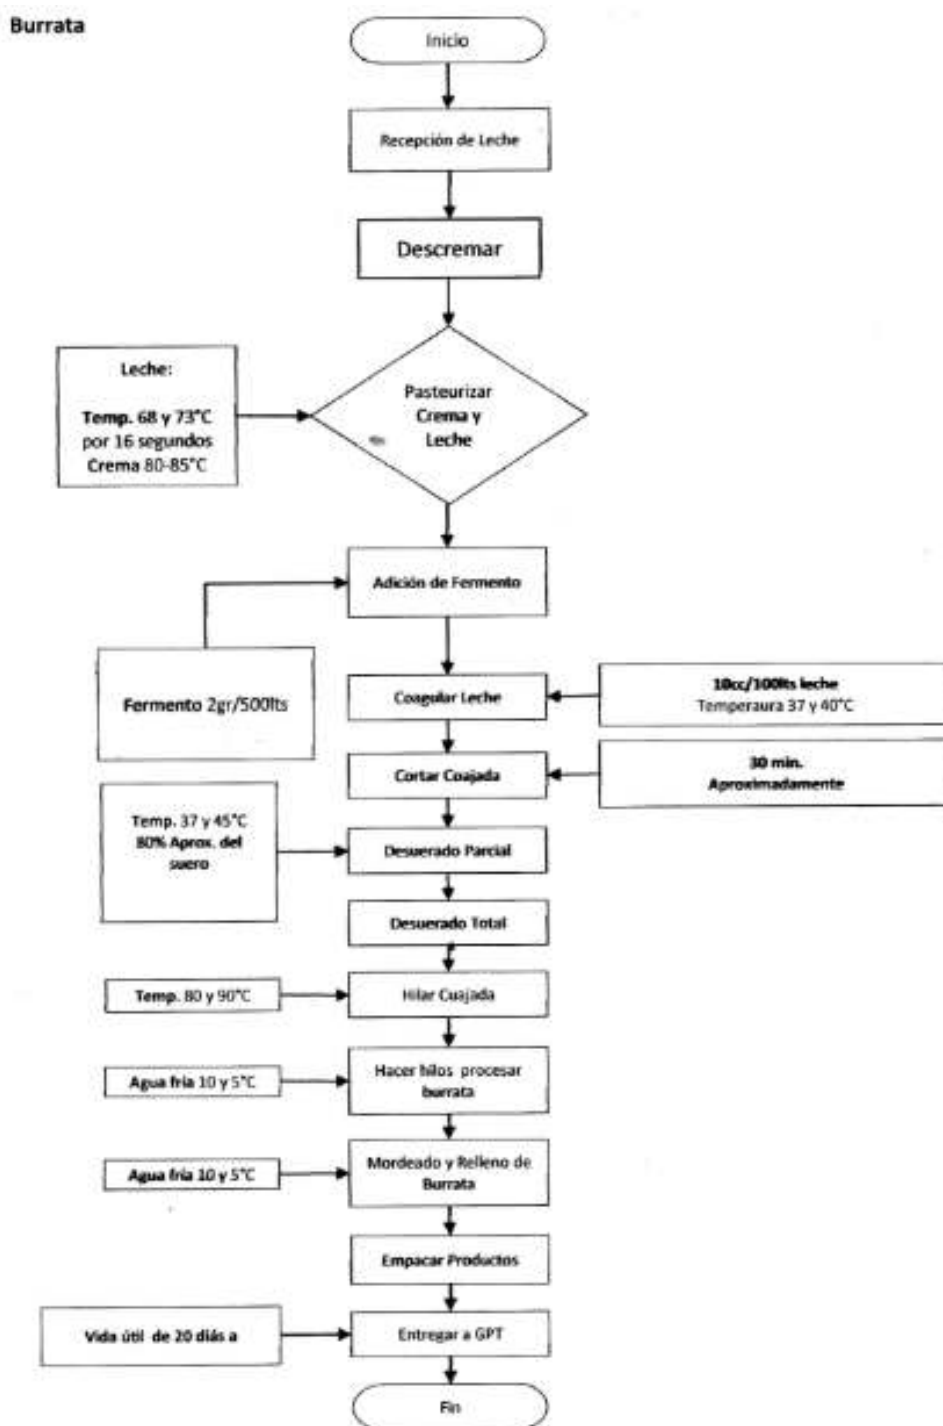 Burrata
Inicio
Recepción de Leche
Descremar
Leche:
Temp. 68 y 73°C
por 16 segundos
Crema 80-85°C
Pasteurizar
Crema y
Leche
Adición de Fermento
Fermento 2gr/500lts
Coagular Leche
10cc/100lts leche
Temperaura 37 y 40°C
Cortar Coajada
30 min.
Aproximadamente
Temp. 37 y 45°C
80% Aprox. del
suero
Desuerado Parcial
Desuerado Total
Temp. 80 y 90°C
Hilar Cuajada
Agua fria 10 y 5°C
Hacer hilos procesar
burrata
Agua fria 10 y 5°C
Mordeado y Relleno de
Burrata
Empacar Productos
Vida útil de 20 diás a
Entregar a GPT
Fin